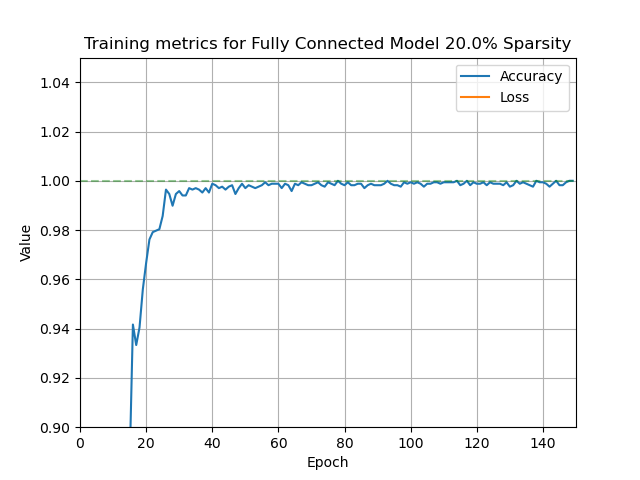 Training metrics for Fully Connected Model 20.0% Sparsity
Accuracy
Loss
1.04
1.02
1.00
0.98
0.96
0.94
0.92
0.90
Value
0 20 40 60 80 100 120 140
Epoch